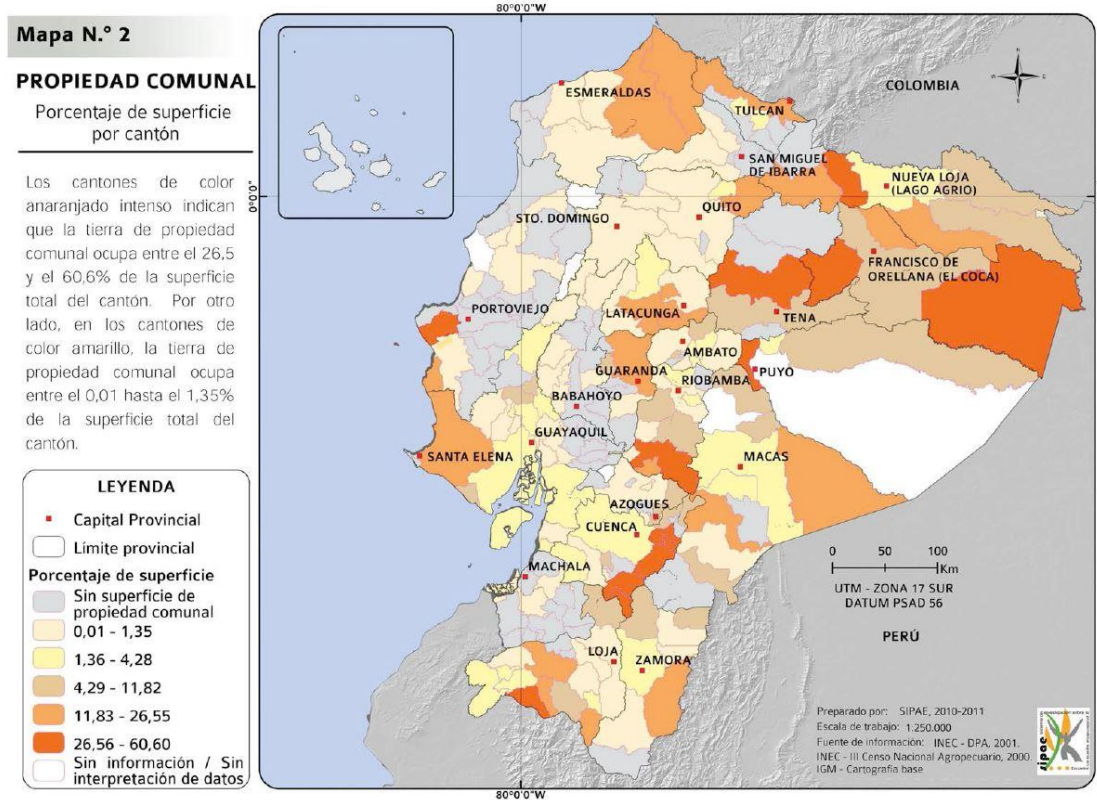 Mapa N.° 2
PROPIEDAD COMUNAL
Porcentaje de superficie
por cantón
Los cantones de color
anaranjado intenso indican
que la tierra de propiedad
comunal ocupa entre el 26,5
y el 60,6% de la superficie
total del cantón. Por otro
lado, en los cantones de
color amarillo, la tierra de
propiedad comunal ocupa
entre el 0,01 hasta el 1,35%
de la superficie total del
cantón.
LEYENDA
Capital Provincial
Límite provincial
Porcentaje de superficie
Sin superficie de
propiedad comunal
0,01 - 1,35
1,36 - 4,28
4,29 - 11,82
11,83 - 26,55
26,56 - 60,60
Sin información / Sin
interpretación de datos
80°0'0"W
0°0'0"
COLOMBIA
ESMERALDAS
TULCAN
SAN MIGUEL
DE IBARRA
NUEVA LOJA
(LAGO AGRIO)
STO. DOMINGO
QUITO
FRANCISCO DE
ORELLANA (EL COCA)
PORTOVIEJO
LATACUNGA
TENA
AMBATO
GUARANDA
RIOBAMBA
PUYO
BABAHOYO
GUAYAQUIL
SANTA ELENA
MACAS
AZOGUES
CUENCA
MACHALA
LOJA
ZAMORA
0 50 100
Km
UTM - ZONA 17 SUR
DATUM PSAD 56
PERÚ
Preparado por: SIPAE, 2010-2011
Escala de trabajo: 1.250.000
Fuente de información: INEC - DPA, 2001.
INEC - III Censo Nacional Agropecuario, 2000.
IGM - Cartografía base
sipae
80°0'0"W